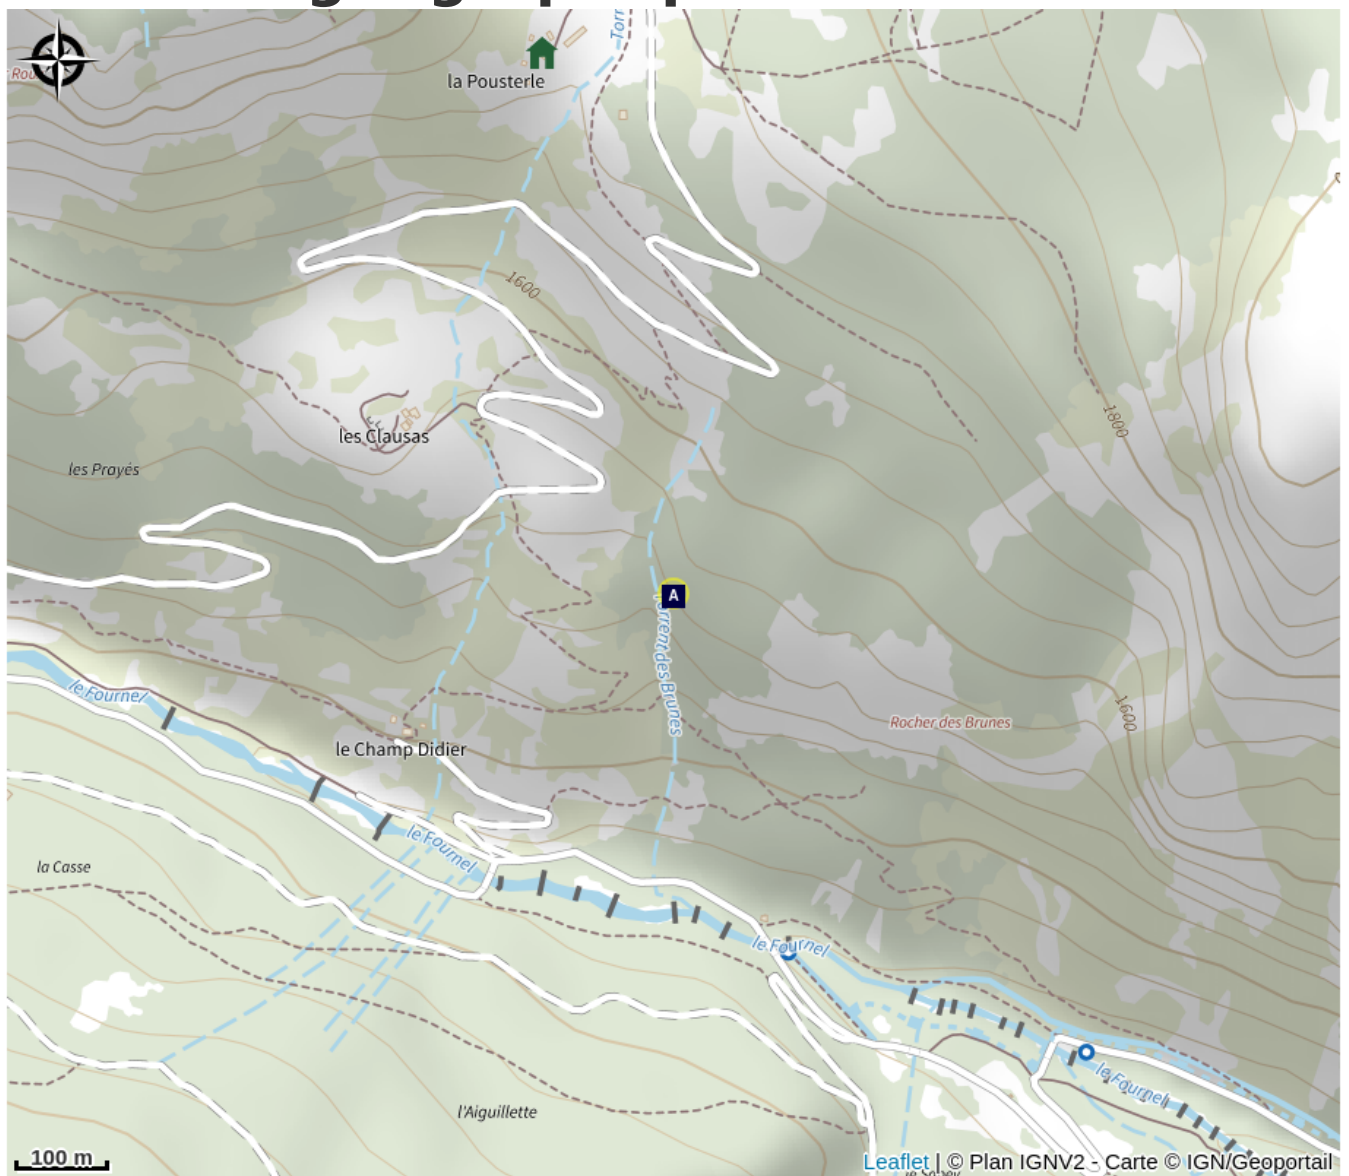 Torr
la Pousterle
1600
1800
les Clausas
les Prayés
A
Torrent des Brunes
le Fournel
1600
Rocher des Brunes
le Champ Didier
le Fournel
la Casse
le Fournel
le Fournel
l'Aiguillette
100 m
Leaflet | © Plan IGNV2 - Carte © IGN/Geoportail